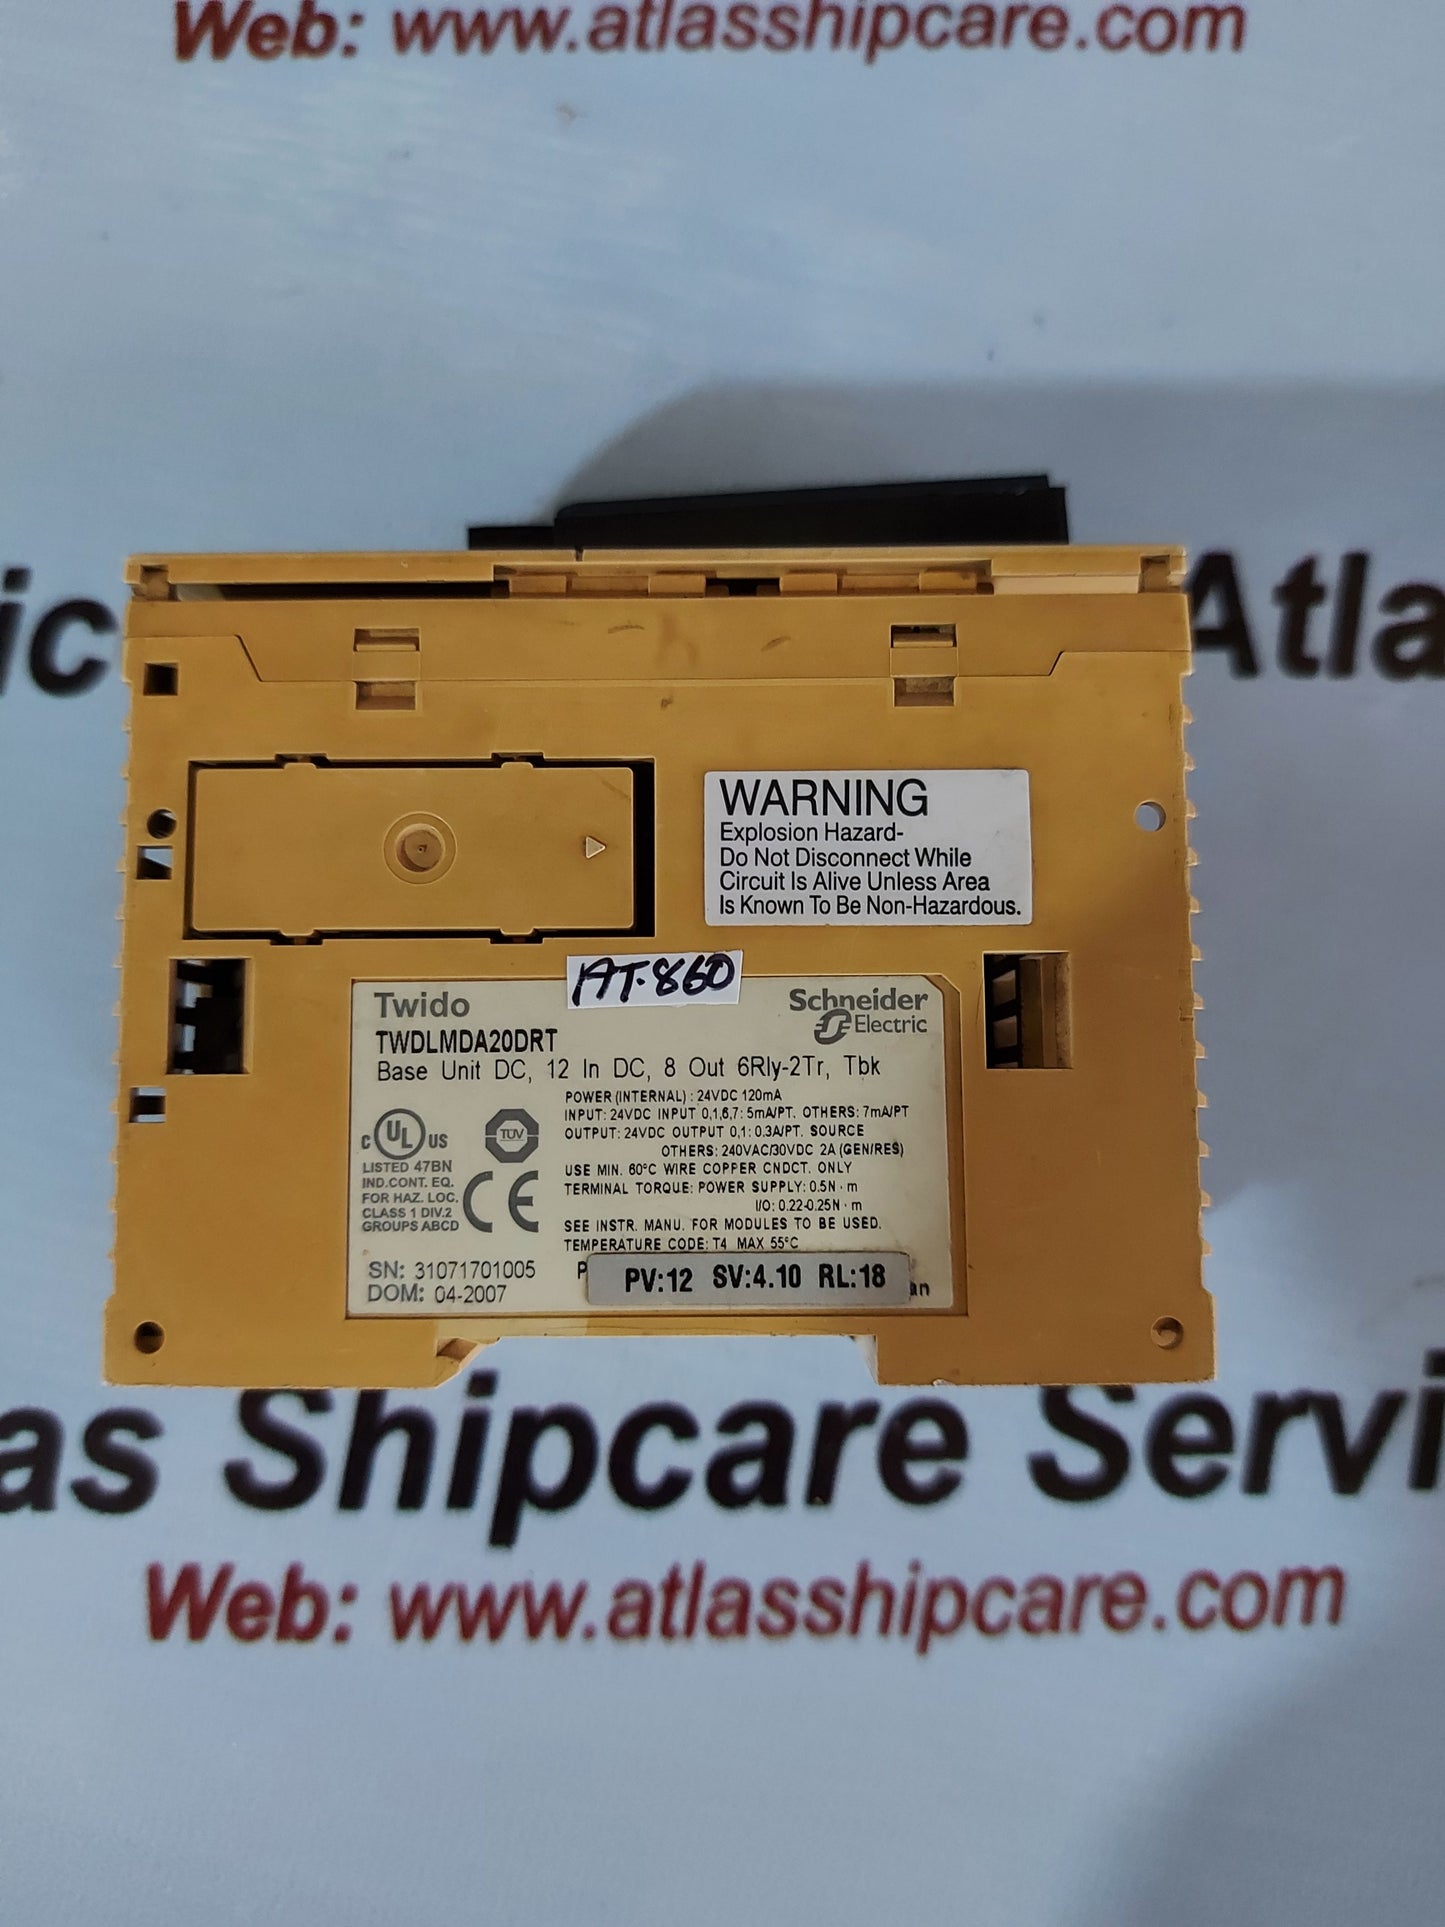 Web: www.atlasshipcare.com
ic
Atla
WARNING
Explosion Hazard-
Do Not Disconnect While
Circuit Is Alive Unless Area
Is Known To Be Non-Hazardous.
AT-860
Twido
Schneider
Electric
TWDLMDA20DRT
Base Unit DC, 12 In DC, 8 Out 6Rly-2Tr, Tbk
POWER (INTERNAL) : 24VDC 120mA
INPUT: 24VDC INPUT 0,1,6,7: 5mA/PT. OTHERS: 7mA/PT
OUTPUT: 24VDC OUTPUT 0,1: 0.3A/PT. SOURCE
OTHERS: 240VAC/30VDC 2A (GEN/RES)
USE MIN. 60°C WIRE COPPER CNDCT. ONLY
TERMINAL TORQUE: POWER SUPPLY: 0.5N·m
I/O: 0.22-0.25N·m
SEE INSTR. MANU. FOR MODULES TO BE USED.
TEMPERATURE CODE: T4 MAX 55°C
C UL US
TUV
LISTED 47BN
IND.CONT. EQ.
FOR HAZ. LOC.
CLASS 1 DIV.2
GROUPS ABCD
CE
SN: 31071701005
DOM: 04-2007
P
PV:12 SV:4.10 RL:18
an
as Shipcare Servi
Web: www.atlasshipcare.com